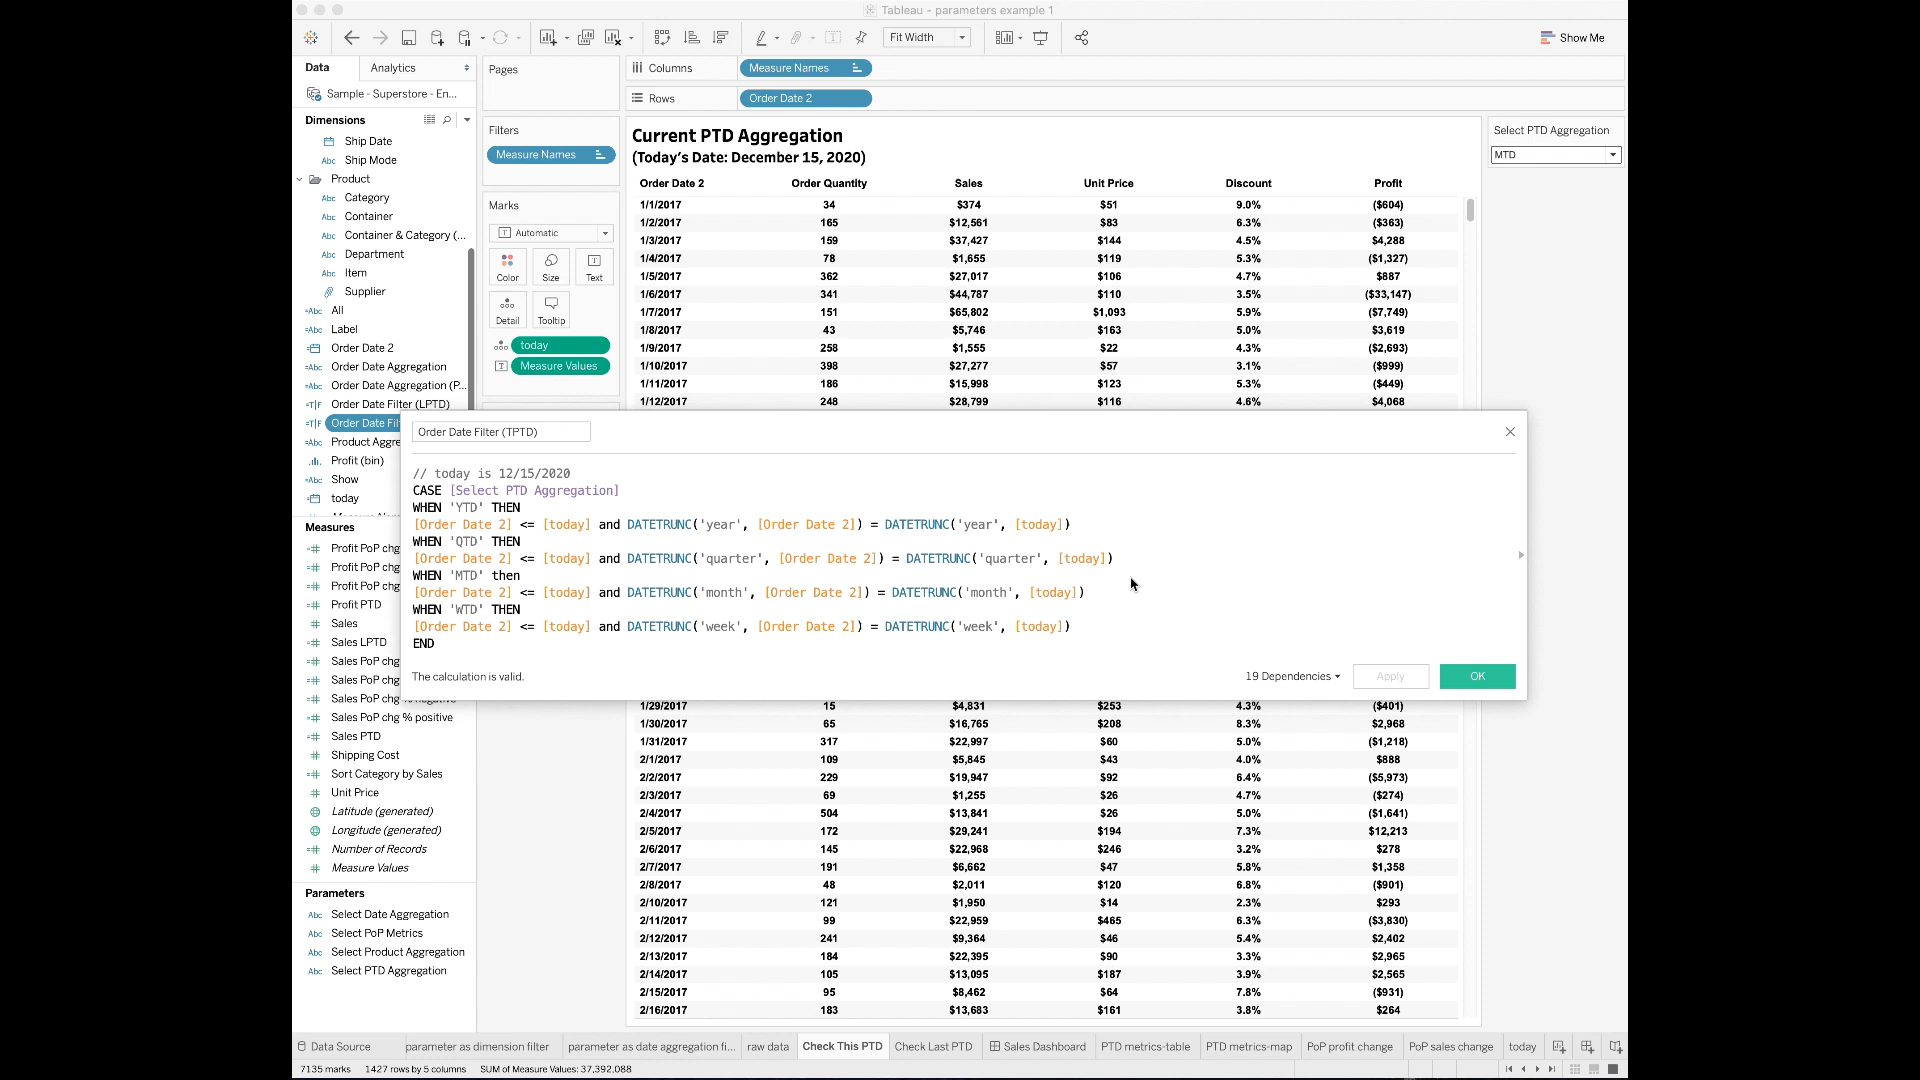 Tableau - parameters example 1
Fit Width
Show Me
Data
Analytics
Sample - Superstore - En...
Dimensions
Ship Date
Abc Ship Mode
Product
Abc Category
Abc Container
Abc Container & Category (...
Abc Department
Abc Item
Supplier
=Abc All
=Abc Label
Order Date 2
=Abc Order Date Aggregation
=Abc Order Date Aggregation (P...
=T|F Order Date Filter (LPTD)
=T|F Order Date Fil
=Abc Product Aggre
Profit (bin)
=Abc Show
today
Measures
Profit PoP chg
Profit PoP chg
Profit PoP chg
Profit PTD
Sales
Sales LPTD
Sales PoP chg
Sales PoP chg
Sales PoP chg % negative
Sales PoP chg % positive
Sales PTD
Shipping Cost
Sort Category by Sales
Unit Price
Latitude (generated)
Longitude (generated)
Number of Records
Measure Values
Parameters
Abc Select Date Aggregation
Abc Select PoP Metrics
Abc Select Product Aggregation
Abc Select PTD Aggregation
Pages
Filters
Measure Names
Marks
Automatic
Color
Size
Text
Detail
Tooltip
today
Measure Values
Columns
Measure Names
Rows
Order Date 2
Current PTD Aggregation
(Today's Date: December 15, 2020)
Order Date 2 Order Quantity Sales Unit Price Discount Profit
1/1/2017 34 $374 $51 9.0% ($604)
1/2/2017 165 $12,561 $83 6.3% ($363)
1/3/2017 159 $37,427 $144 4.5% $4,288
1/4/2017 78 $1,655 $119 5.3% ($1,327)
1/5/2017 362 $27,017 $106 4.7% $887
1/6/2017 341 $44,787 $110 3.5% ($33,147)
1/7/2017 151 $65,802 $1,093 5.9% ($7,749)
1/8/2017 43 $5,746 $163 5.0% $3,619
1/9/2017 258 $1,555 $22 4.3% ($2,693)
1/10/2017 398 $27,277 $57 3.1% ($999)
1/11/2017 186 $15,998 $123 5.3% ($449)
1/12/2017 248 $28,799 $116 4.6% $4,068
Select PTD Aggregation
MTD
Order Date Filter (TPTD)
// today is 12/15/2020
CASE [Select PTD Aggregation]
WHEN 'YTD' THEN
[Order Date 2] <= [today] and DATETRUNC('year', [Order Date 2]) = DATETRUNC('year', [today])
WHEN 'QTD' THEN
[Order Date 2] <= [today] and DATETRUNC('quarter', [Order Date 2]) = DATETRUNC('quarter', [today])
WHEN 'MTD' then
[Order Date 2] <= [today] and DATETRUNC('month', [Order Date 2]) = DATETRUNC('month', [today])
WHEN 'WTD' THEN
[Order Date 2] <= [today] and DATETRUNC('week', [Order Date 2]) = DATETRUNC('week', [today])
END
The calculation is valid.
19 Dependencies
Apply
OK
1/29/2017 15 $4,831 $253 4.3% ($401)
1/30/2017 65 $16,765 $208 8.3% $2,968
1/31/2017 317 $22,997 $60 5.0% ($1,218)
2/1/2017 109 $5,845 $43 4.0% $888
2/2/2017 229 $19,947 $92 6.4% ($5,973)
2/3/2017 69 $1,255 $26 4.7% ($274)
2/4/2017 504 $13,841 $26 5.0% ($1,641)
2/5/2017 172 $29,241 $194 7.3% $12,213
2/6/2017 145 $22,968 $246 3.2% $278
2/7/2017 191 $6,662 $47 5.8% $1,358
2/8/2017 48 $2,011 $120 6.8% ($901)
2/10/2017 121 $1,950 $14 2.3% $293
2/11/2017 99 $22,959 $465 6.3% ($3,830)
2/12/2017 241 $9,364 $46 5.4% $2,402
2/13/2017 184 $22,395 $90 3.3% $2,965
2/14/2017 105 $13,095 $187 3.9% $2,565
2/15/2017 95 $8,462 $64 7.8% ($931)
2/16/2017 183 $13,683 $161 3.8% $264
Data Source
parameter as dimension filter
parameter as date aggregation fi...
raw data
Check This PTD
Check Last PTD
Sales Dashboard
PTD metrics-table
PTD metrics-map
PoP profit change
PoP sales change
today
7135 marks 1427 rows by 5 columns SUM of Measure Values: 37,392,088